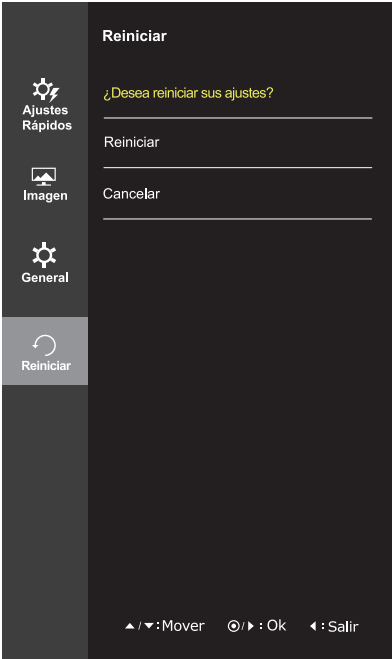 Reiniciar
¿Desea reiniciar sus ajustes?
Reiniciar
Cancelar
Ajustes
Rápidos
Imagen
General
Reiniciar
▲/▼:Mover ⊙/▶:Ok ◀:Salir